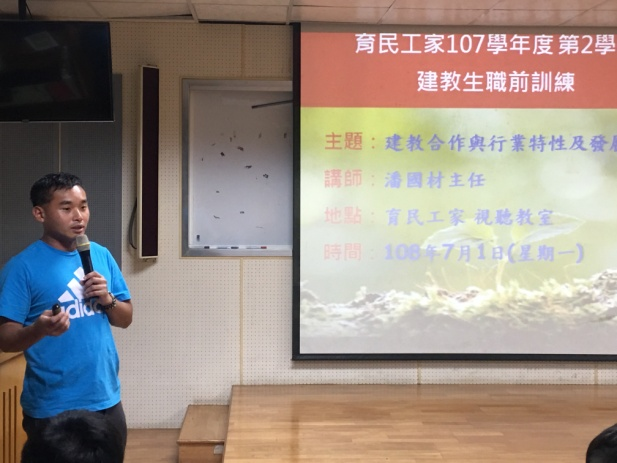 育民工家107學年度 第2學
建教生職前訓練
主題：建教合作與行業特性及發展
講師：潘國材主任
地點：育民工家 視聽教室
時間：108年7月1日(星期一)
adidas